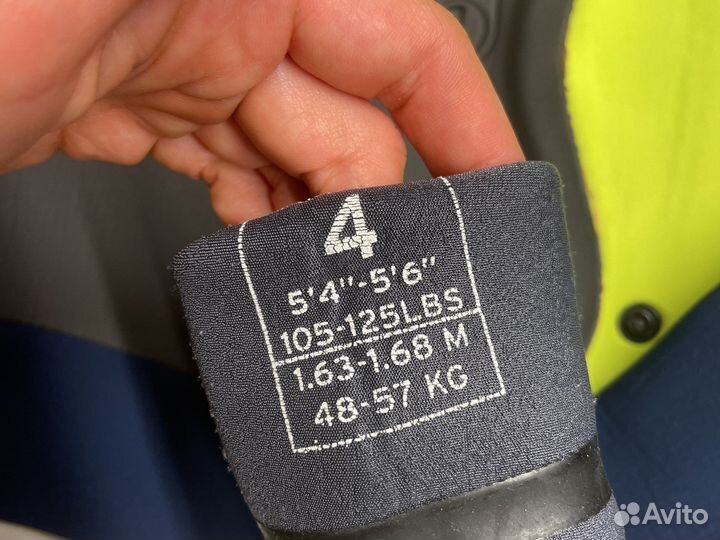 4
5'4"-5'6"
105-125LBS
1.63-1.68 M
48-57 KG
Avito